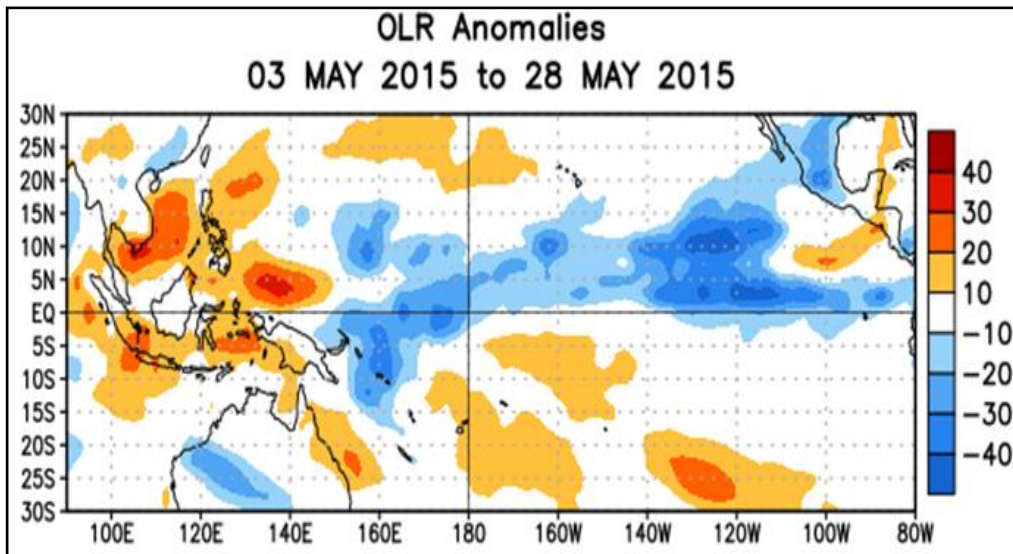 OLR Anomalies
03 MAY 2015 to 28 MAY 2015
30N
25N
20N
15N
10N
5N
EQ
5S
10S
15S
20S
25S
30S
100E 120E 140E 160E 180 160W 140W 120W 100W 80W
40
30
20
10
-10
-20
-30
-40